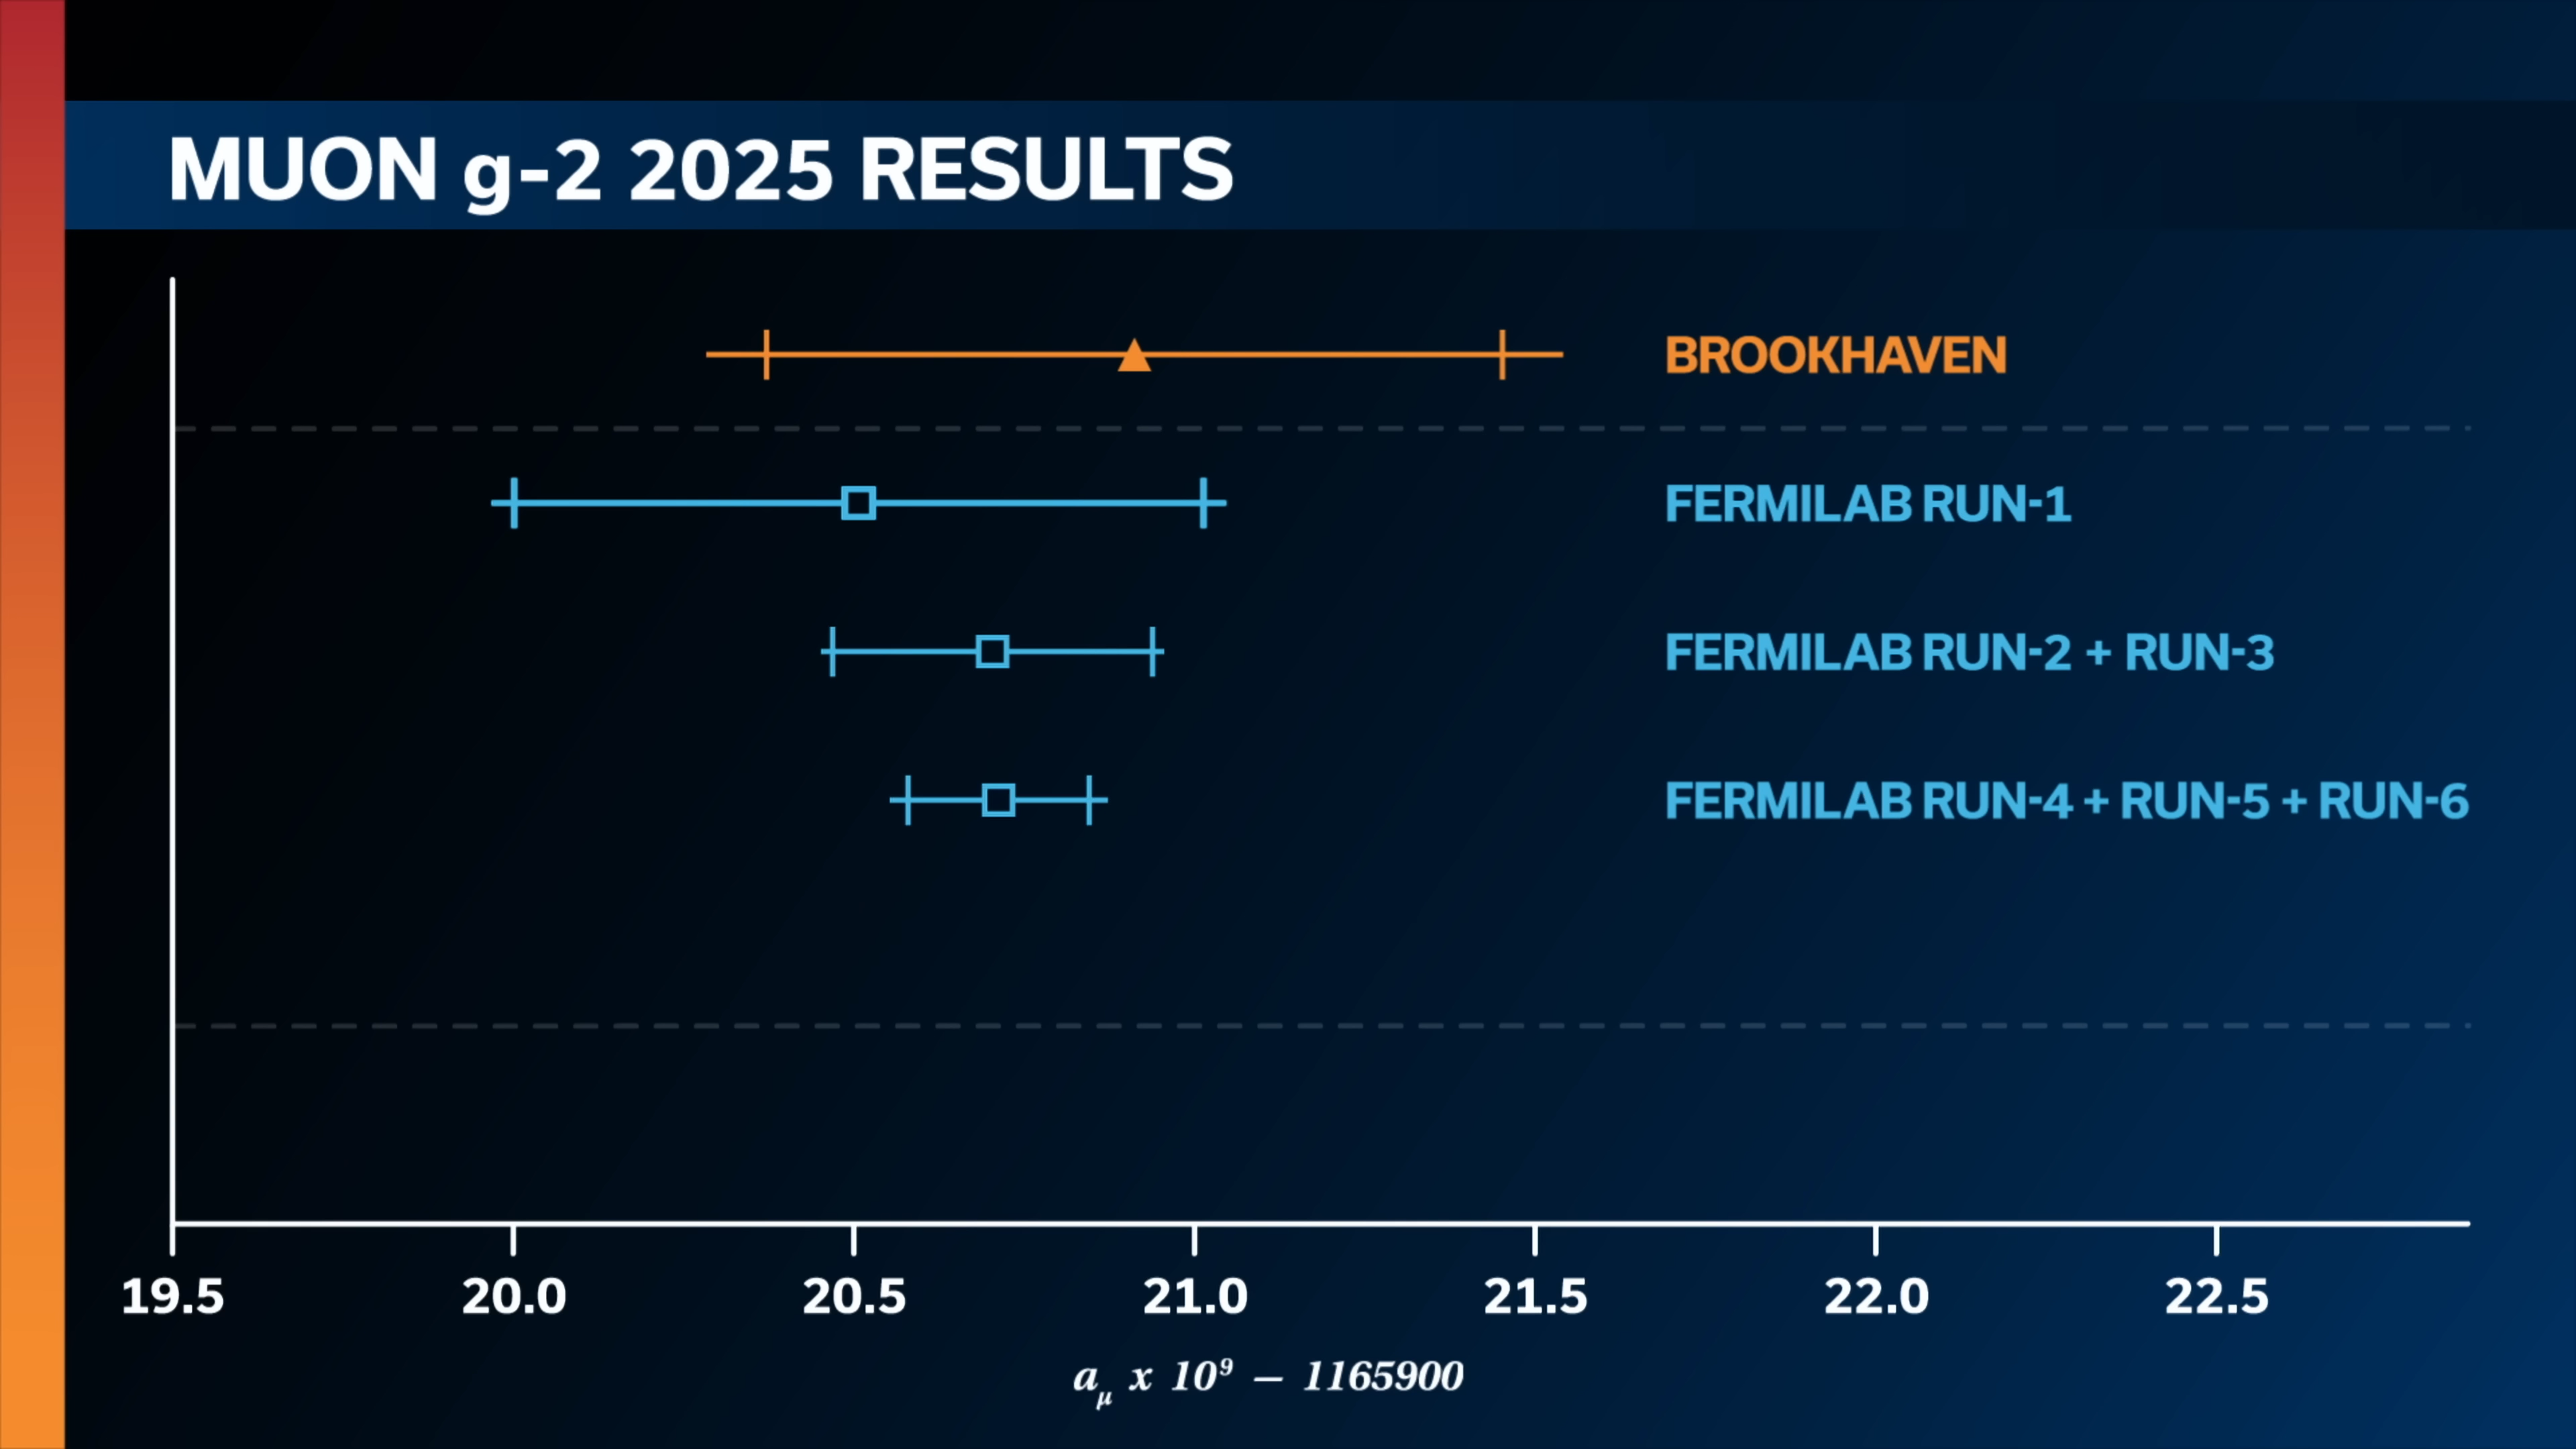 MUON g-2 2025 RESULTS
BROOKHAVEN
FERMILAB RUN-1
FERMILAB RUN-2 + RUN-3
FERMILAB RUN-4 + RUN-5 + RUN-6
19.5 20.0 20.5 21.0 21.5 22.0 22.5
aμ x 10⁹ – 1165900